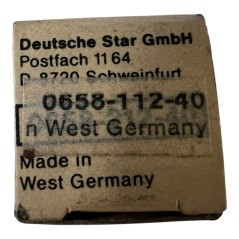 Deutsche Star GmbH
Postfach 1164
D-8720 Schweinfurt
0658-112-40
n West Germany
Made in
West Germany